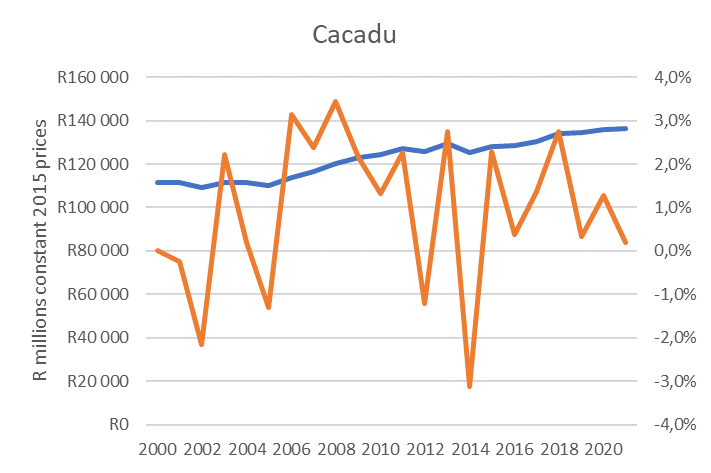 Cacadu
R millions constant 2015 prices
R160 000
R140 000
R120 000
R100 000
R80 000
R60 000
R40 000
R20 000
R0
4,0%
3,0%
2,0%
1,0%
0,0%
-1,0%
-2,0%
-3,0%
-4,0%
2000 2002 2004 2006 2008 2010 2012 2014 2016 2018 2020